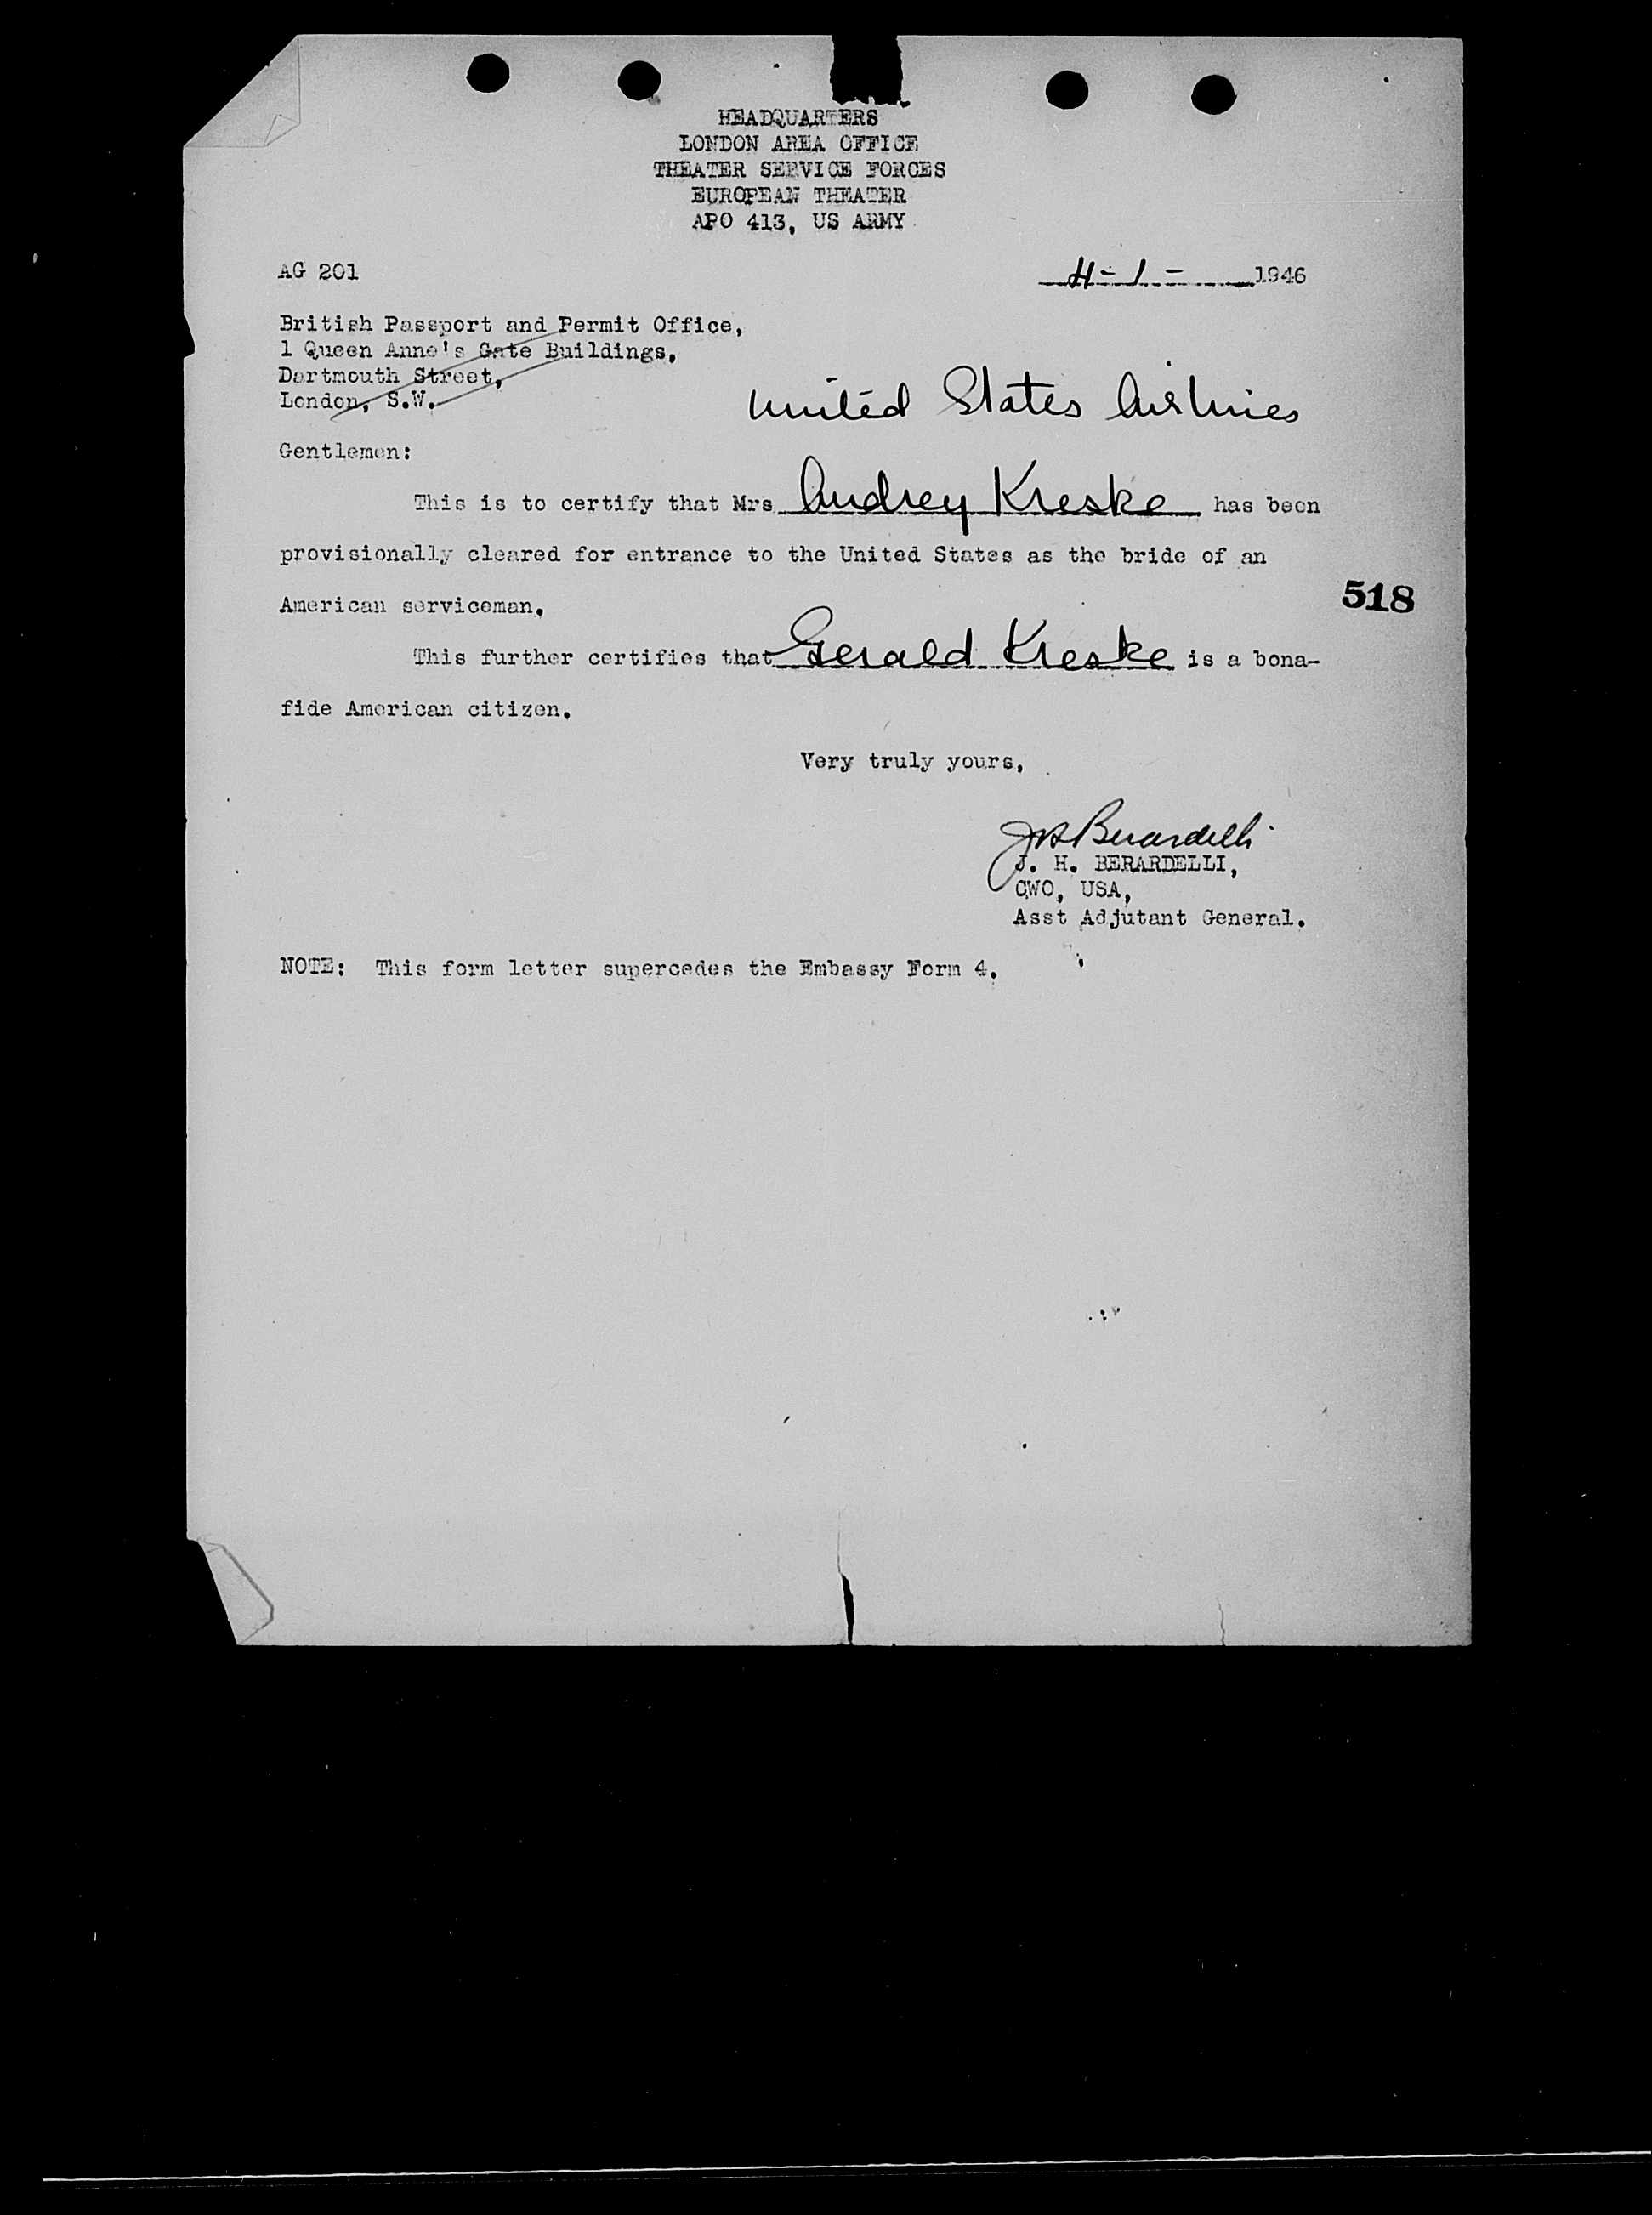 HEADQUARTERS
LONDON AREA OFFICE
THEATER SERVICE FORCES
EUROPEAN THEATER
APO 413, US ARMY
AG 201
4-1- 1946
British Passport and Permit Office,
1 Queen Anne's Gate Buildings,
Dartmouth Street,
London, S.W.
United States Airlines
Gentlemen:
This is to certify that Mrs Audrey Kreske has been
provisionally cleared for entrance to the United States as the bride of an
American serviceman.
518
This further certifies that Gerald Kreske is a bona-
fide American citizen.
Very truly yours,
JH Berardelli
J. H. BERARDELLI,
CWO, USA,
Asst Adjutant General.
NOTE: This form letter supercedes the Embassy Form 4.